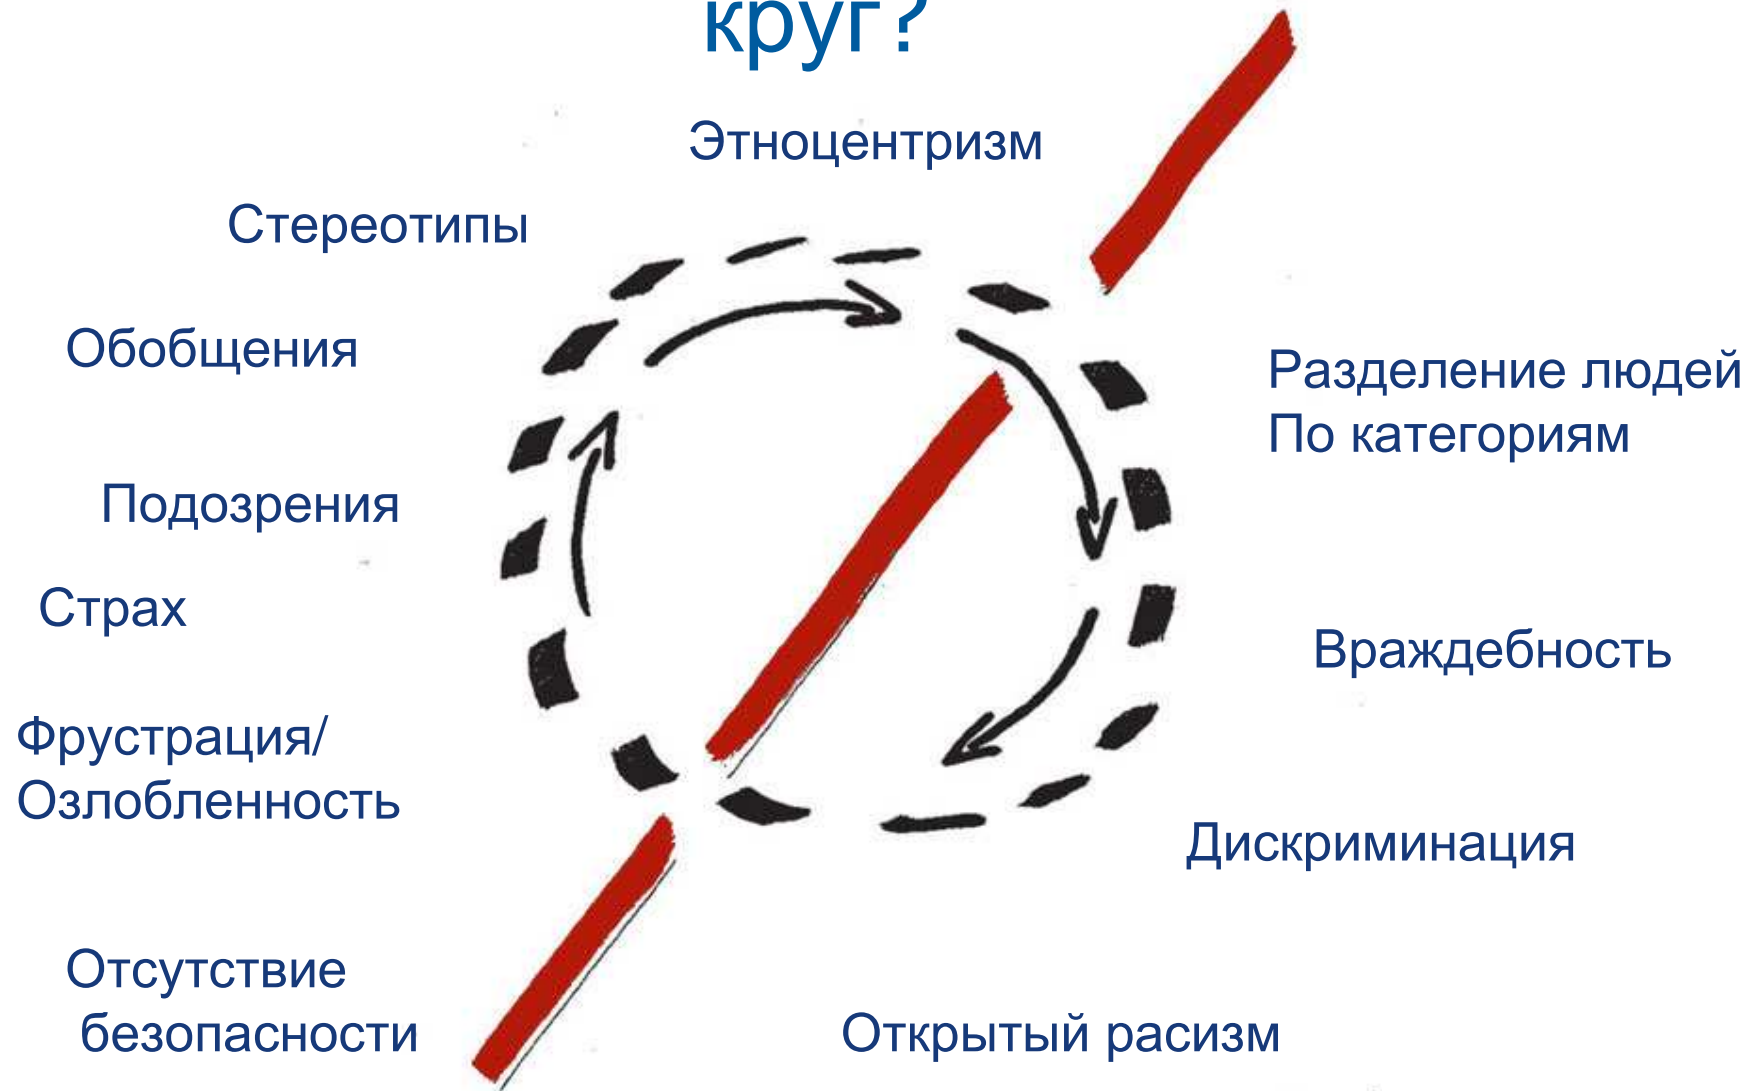 круг?
Этноцентризм
Стереотипы
Обобщения
Разделение людей
По категориям
Подозрения
Страх
Враждебность
Фрустрация/
Озлобленность
Дискриминация
Отсутствие
безопасности
Открытый расизм